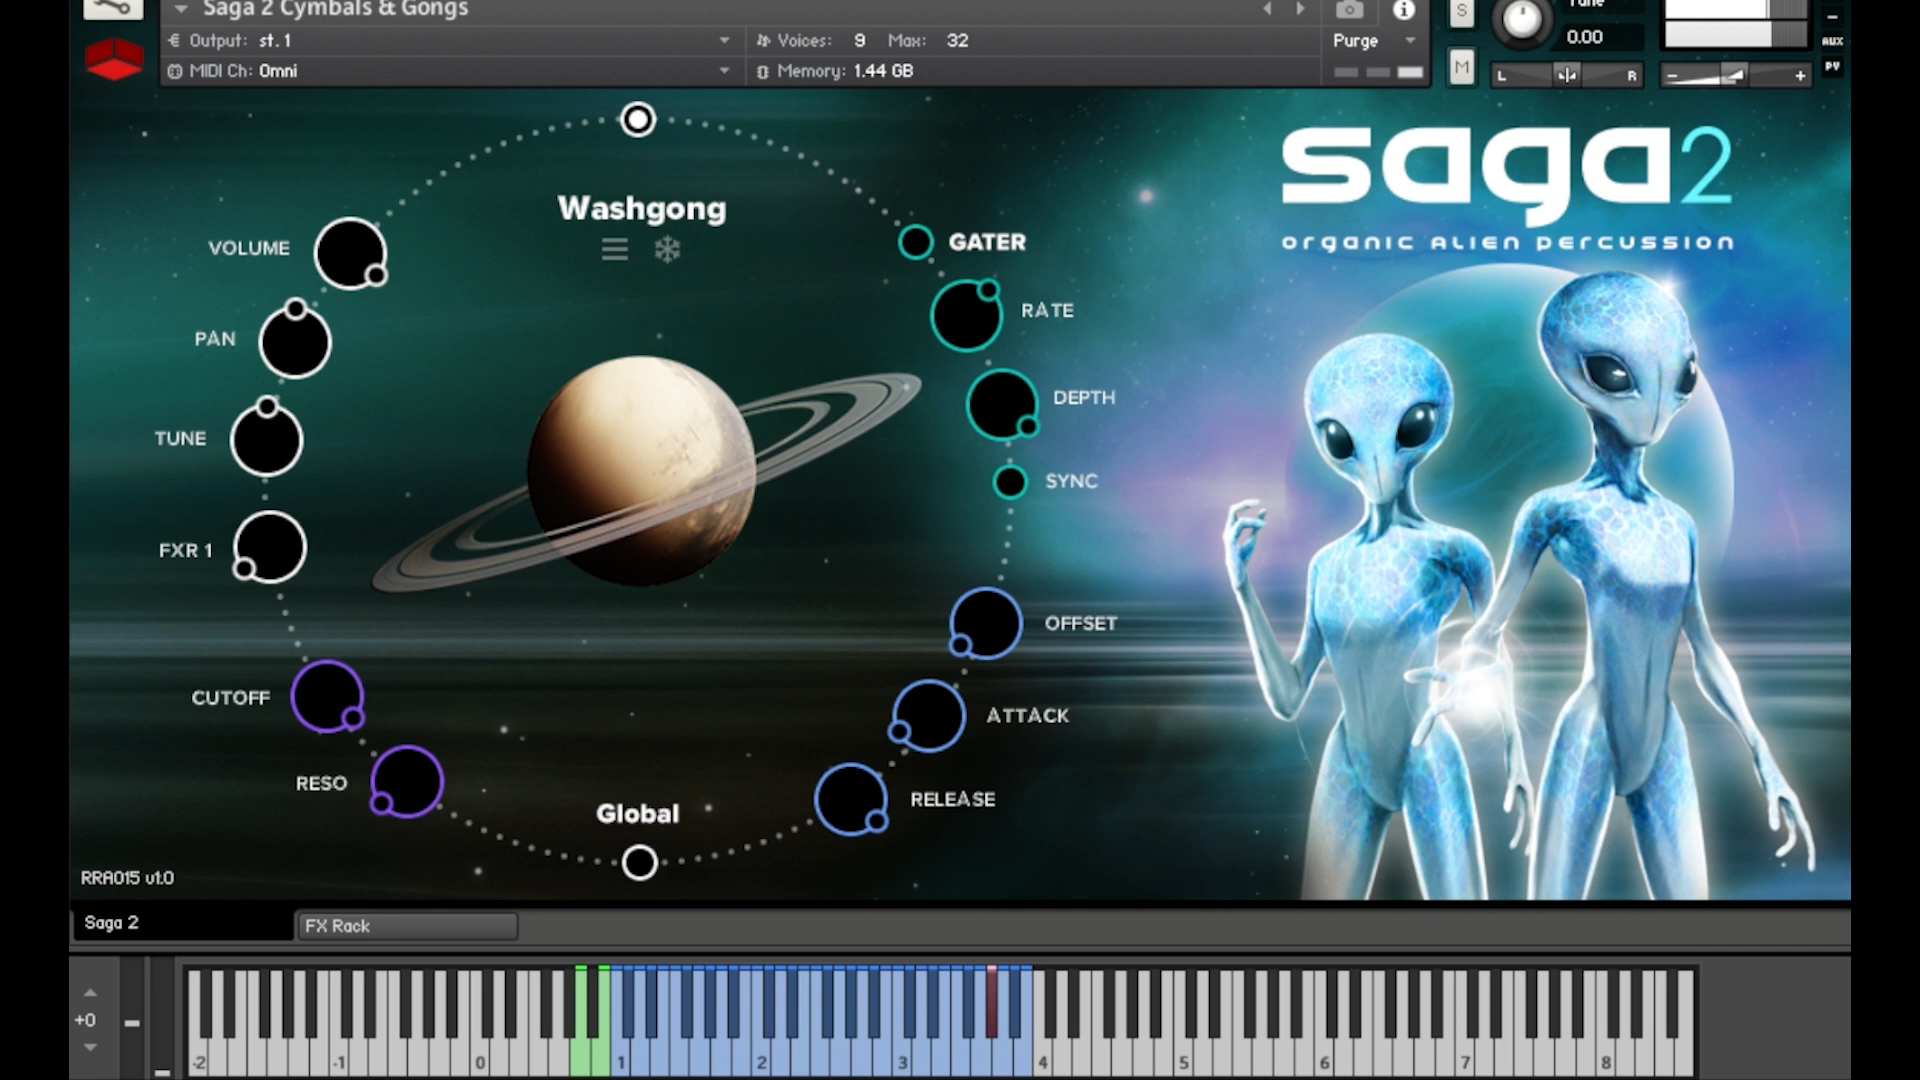 Saga 2 Cymbals & Gongs
Output: st. 1
Voices: 9 Max: 32
Purge
MIDI Ch: Omni
Memory: 1.44 GB
S
M
Tune
0.00
L R
- +
AUX
PV
saga2
organic alien percussion
Washgong
VOLUME
PAN
TUNE
FXR 1
CUTOFF
RESO
GATER
RATE
DEPTH
SYNC
OFFSET
ATTACK
RELEASE
Global
RRA015 v1.0
Saga 2
FX Rack
+0
-2 -1 0 1 2 3 4 5 6 7 8